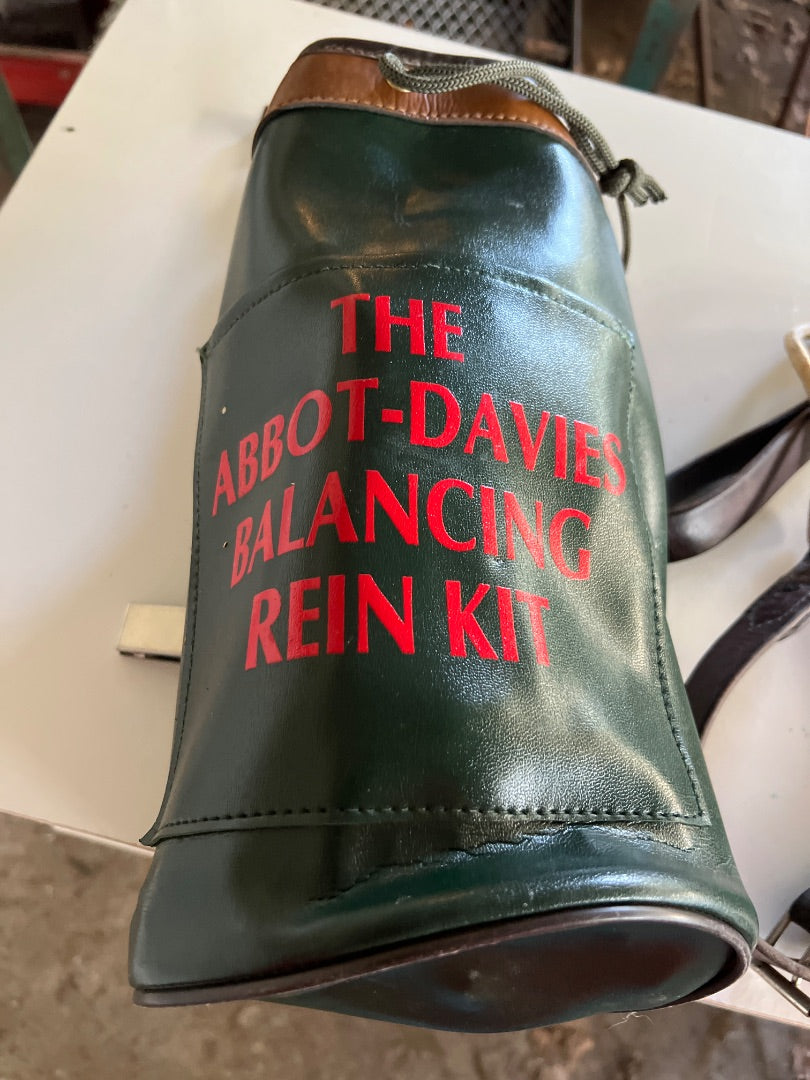 THE
ABBOT-DAVIES
BALANCING
REIN KIT